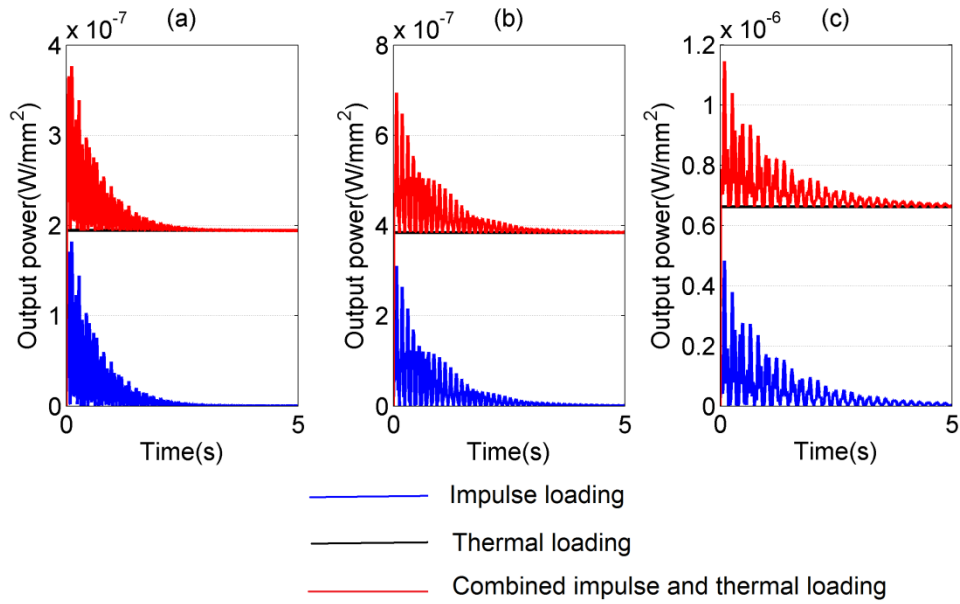 (a)
x 10^-7
Output power(W/mm^2)
4
3
2
1
0
0
5
Time(s)
(b)
x 10^-7
Output power(W/mm^2)
8
6
4
2
0
0
5
Time(s)
(c)
x 10^-6
Output power(W/mm^2)
1.2
1
0.8
0.6
0.4
0.2
0
0
5
Time(s)
Impulse loading
Thermal loading
Combined impulse and thermal loading